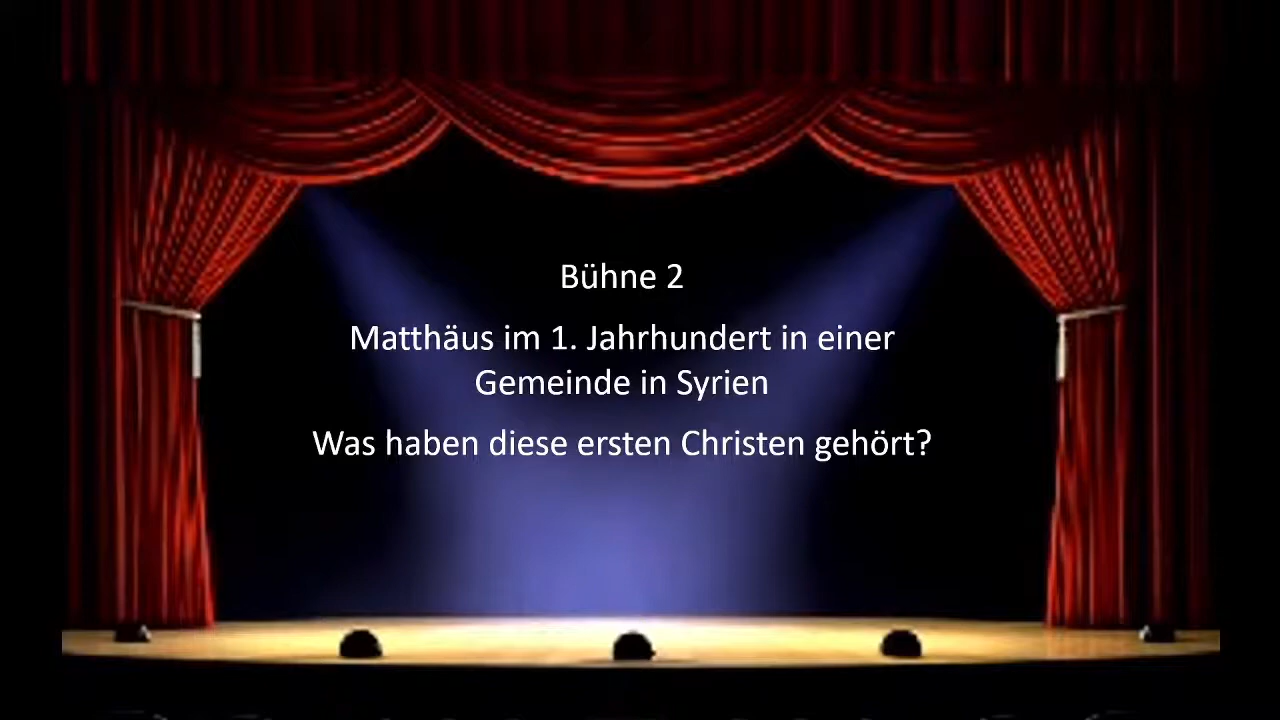 Bühne 2
Matthäus im 1. Jahrhundert in einer
Gemeinde in Syrien
Was haben diese ersten Christen gehört?